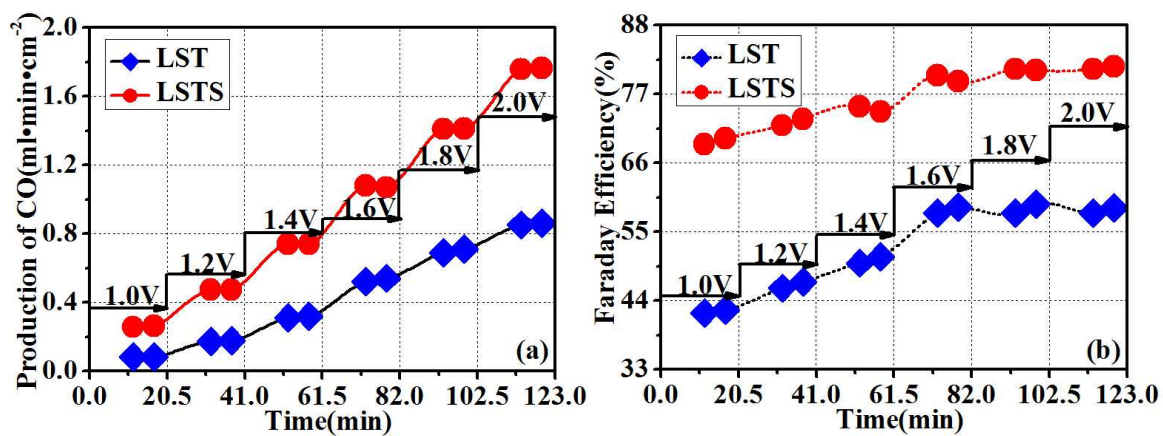 Production of CO(ml•min•cm⁻²)
2.0
1.6
1.2
0.8
0.4
0.0
LST
LSTS
1.0V
1.2V
1.4V
1.6V
1.8V
2.0V
(a)
0.0 20.5 41.0 61.5 82.0 102.5 123.0
Time(min)
Faraday Efficiency(%)
88
77
66
55
44
33
LST
LSTS
1.0V
1.2V
1.4V
1.6V
1.8V
2.0V
(b)
0.0 20.5 41.0 61.5 82.0 102.5 123.0
Time(min)